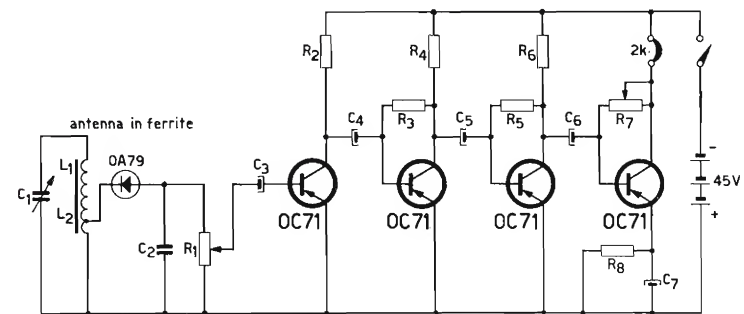 antenna in ferrite
C1
L1
L2
OA79
C2
R1
C3
R2
OC71
C4
R3
R4
OC71
C5
R5
R6
OC71
C6
R7
2k
OC71
R8
C7
-
45V
+